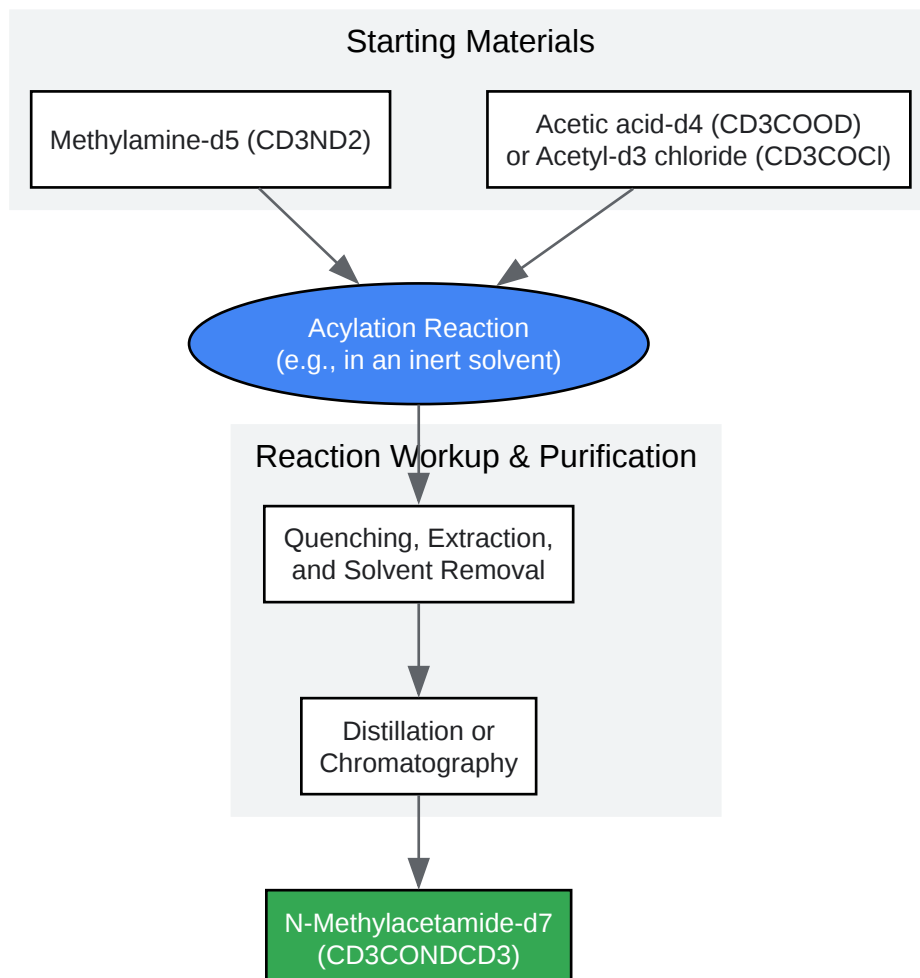 Starting Materials
Methylamine-d5 (CD3ND2)
Acetic acid-d4 (CD3COOD)
or Acetyl-d3 chloride (CD3COCl)
Acylation Reaction
(e.g., in an inert solvent)
Reaction Workup & Purification
Quenching, Extraction,
and Solvent Removal
Distillation or
Chromatography
N-Methylacetamide-d7
(CD3CONDCD3)